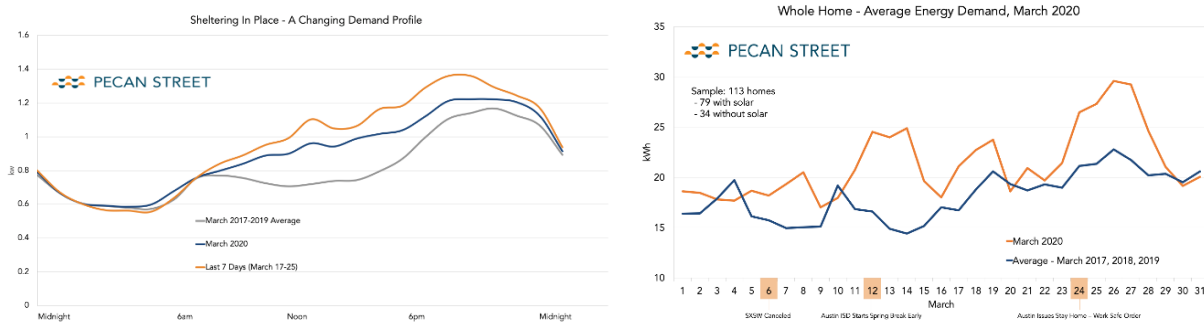 Sheltering In Place - A Changing Demand Profile
1.6
1.4
1.2
1
0.8
0.6
0.4
0.2
0
kw
PECAN STREET
March 2017-2019 Average
March 2020
Last 7 Days (March 17-25)
Midnight 6am Noon 6pm Midnight
Whole Home - Average Energy Demand, March 2020
35
30
25
20
15
10
kWh
PECAN STREET
Sample: 113 homes
- 79 with solar
- 34 without solar
March 2020
Average - March 2017, 2018, 2019
1 2 3 4 5 6 7 8 9 10 11 12 13 14 15 16 17 18 19 20 21 22 23 24 25 26 27 28 29 30 31
March
SXSW Canceled Austin ISD Starts Spring Break Early Austin Issues Stay Home - Work Safe Order